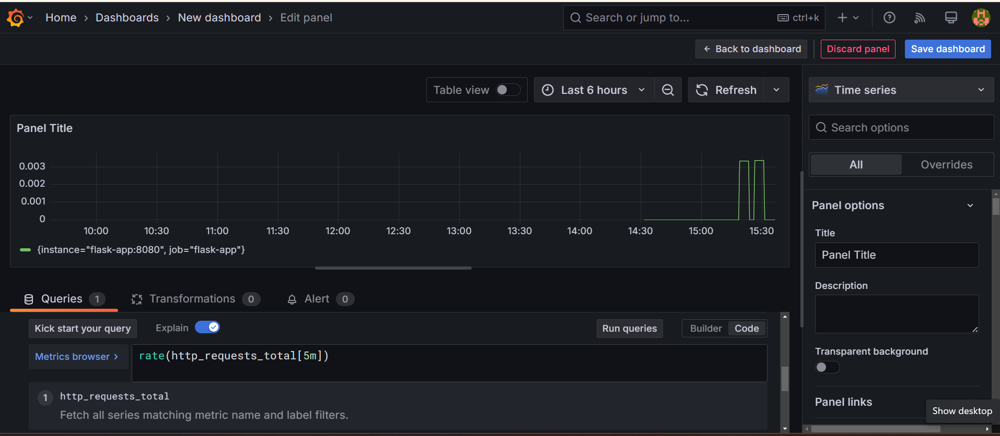 Home › Dashboards › New dashboard › Edit panel
Search or jump to... ctrl+k
← Back to dashboard
Discard panel
Save dashboard
Table view
Last 6 hours
Refresh
Time series
Search options
All
Overrides
Panel Title
0.003
0.002
0.001
0
10:00 10:30 11:00 11:30 12:00 12:30 13:00 13:30 14:00 14:30 15:00 15:30
{instance="flask-app:8080", job="flask-app"}
Panel options
Title
Panel Title
Description
Transparent background
Panel links
Show desktop
Queries 1
Transformations 0
Alert 0
Kick start your query
Explain
Run queries
Builder
Code
Metrics browser ›
rate(http_requests_total[5m])
1 http_requests_total
Fetch all series matching metric name and label filters.